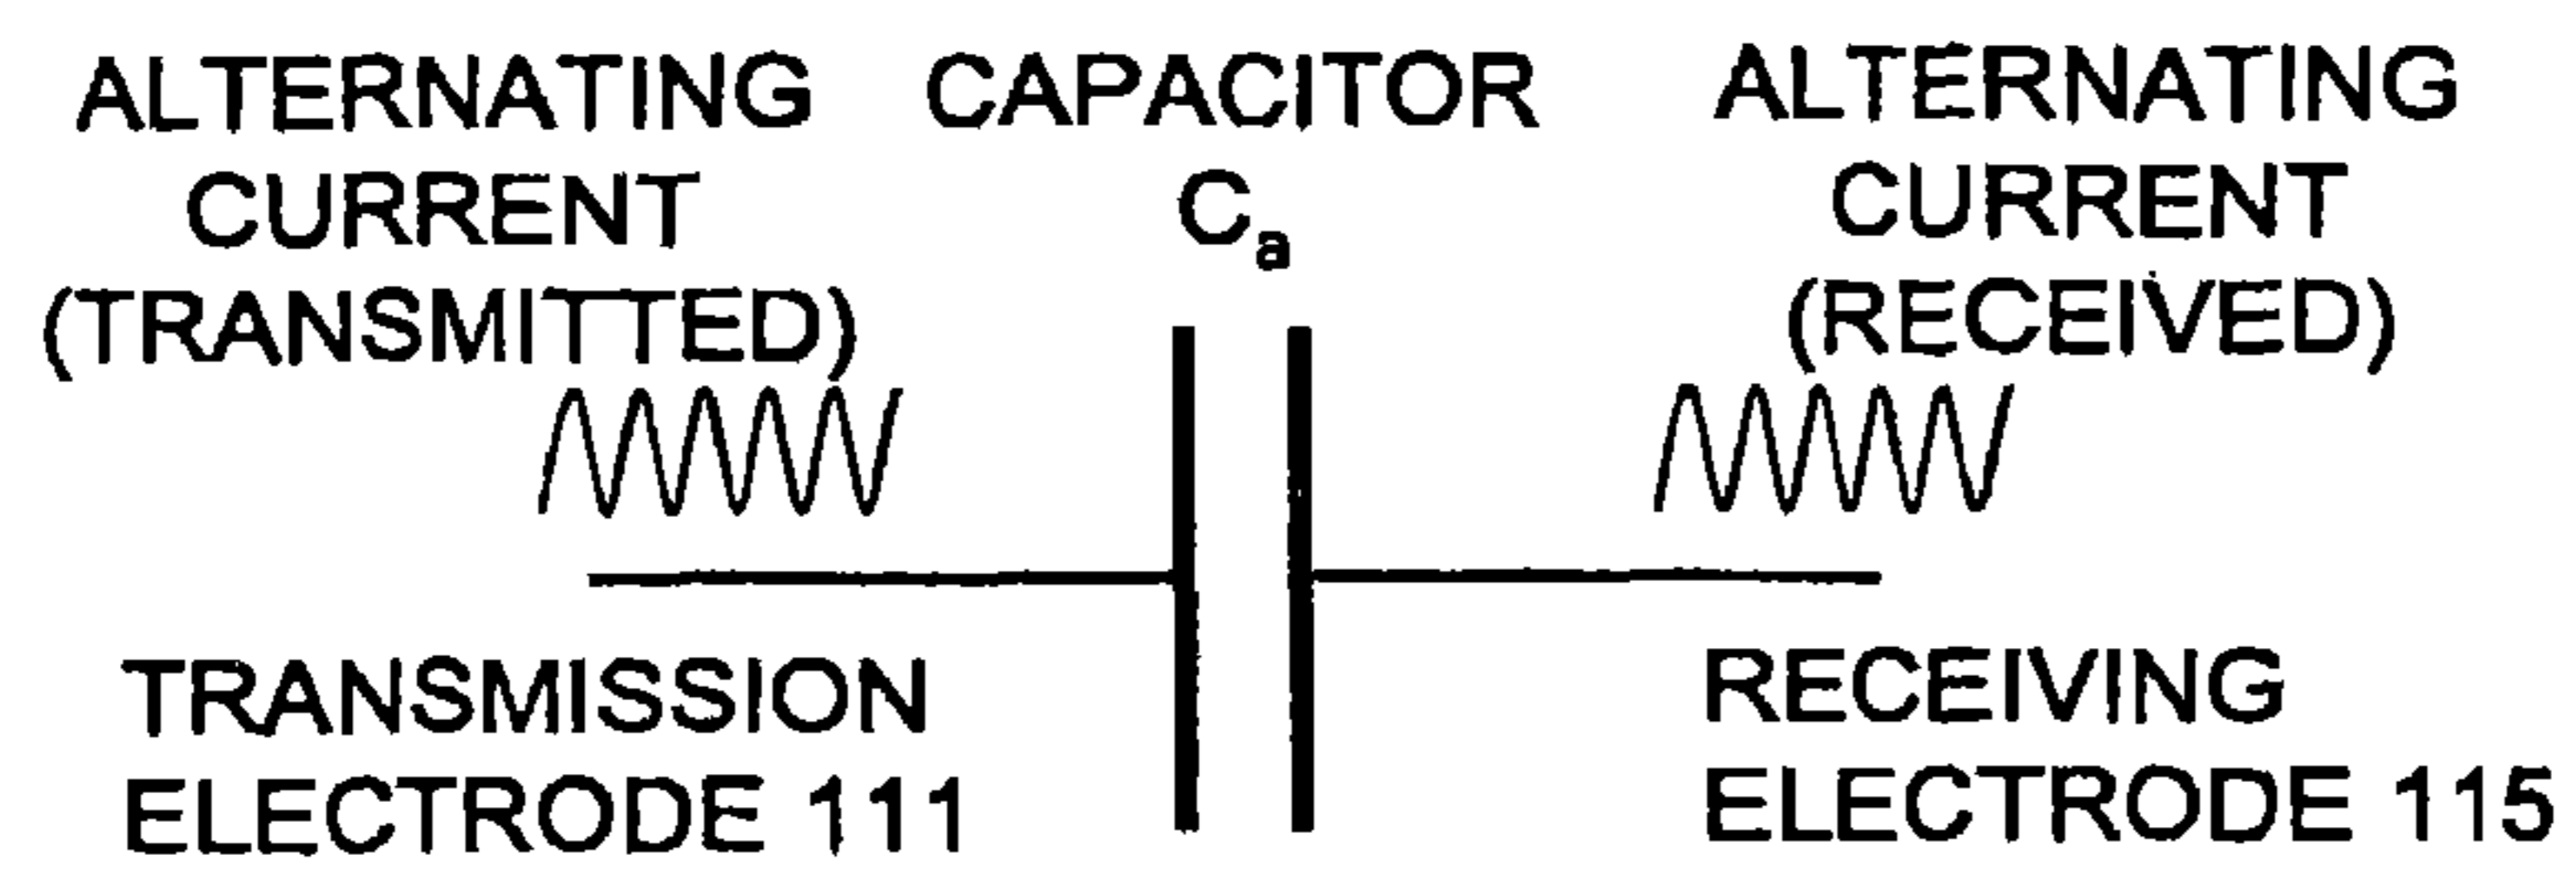 ALTERNATING
CURRENT
(TRANSMITTED)
CAPACITOR
Ca
ALTERNATING
CURRENT
(RECEIVED)
TRANSMISSION
ELECTRODE 111
RECEIVING
ELECTRODE 115